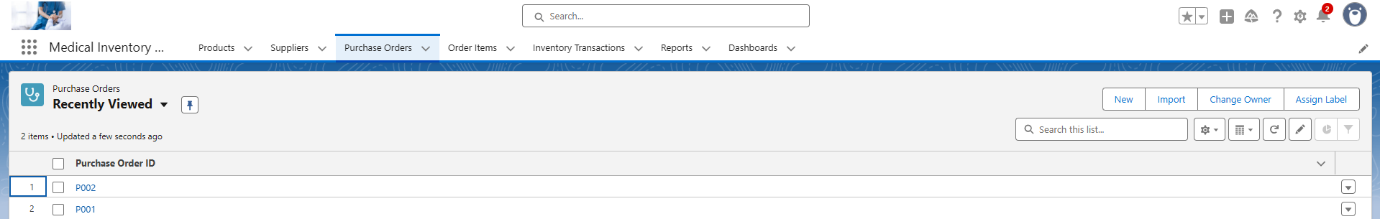 Search...
2
Medical Inventory ...
Products
Suppliers
Purchase Orders
Order Items
Inventory Transactions
Reports
Dashboards
Purchase Orders
Recently Viewed
New
Import
Change Owner
Assign Label
2 items • Updated a few seconds ago
Search this list...
Purchase Order ID
1 P002
2 P001